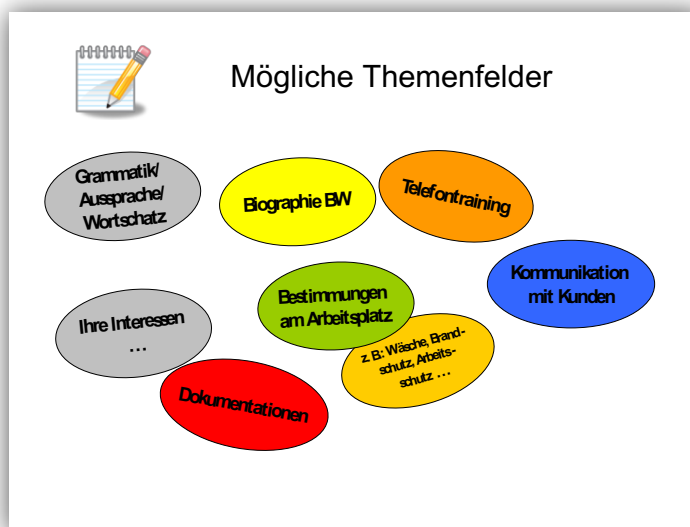 Mögliche Themenfelder
Grammatik/
Aussprache/
Wortschatz
Biographie BW
Telefontraining
Kommunikation
mit Kunden
Bestimmungen
am Arbeitsplatz
Ihre Interessen
…
z. B.: Wäsche, Brand-
schutz, Arbeits-
schutz …
Dokumentationen